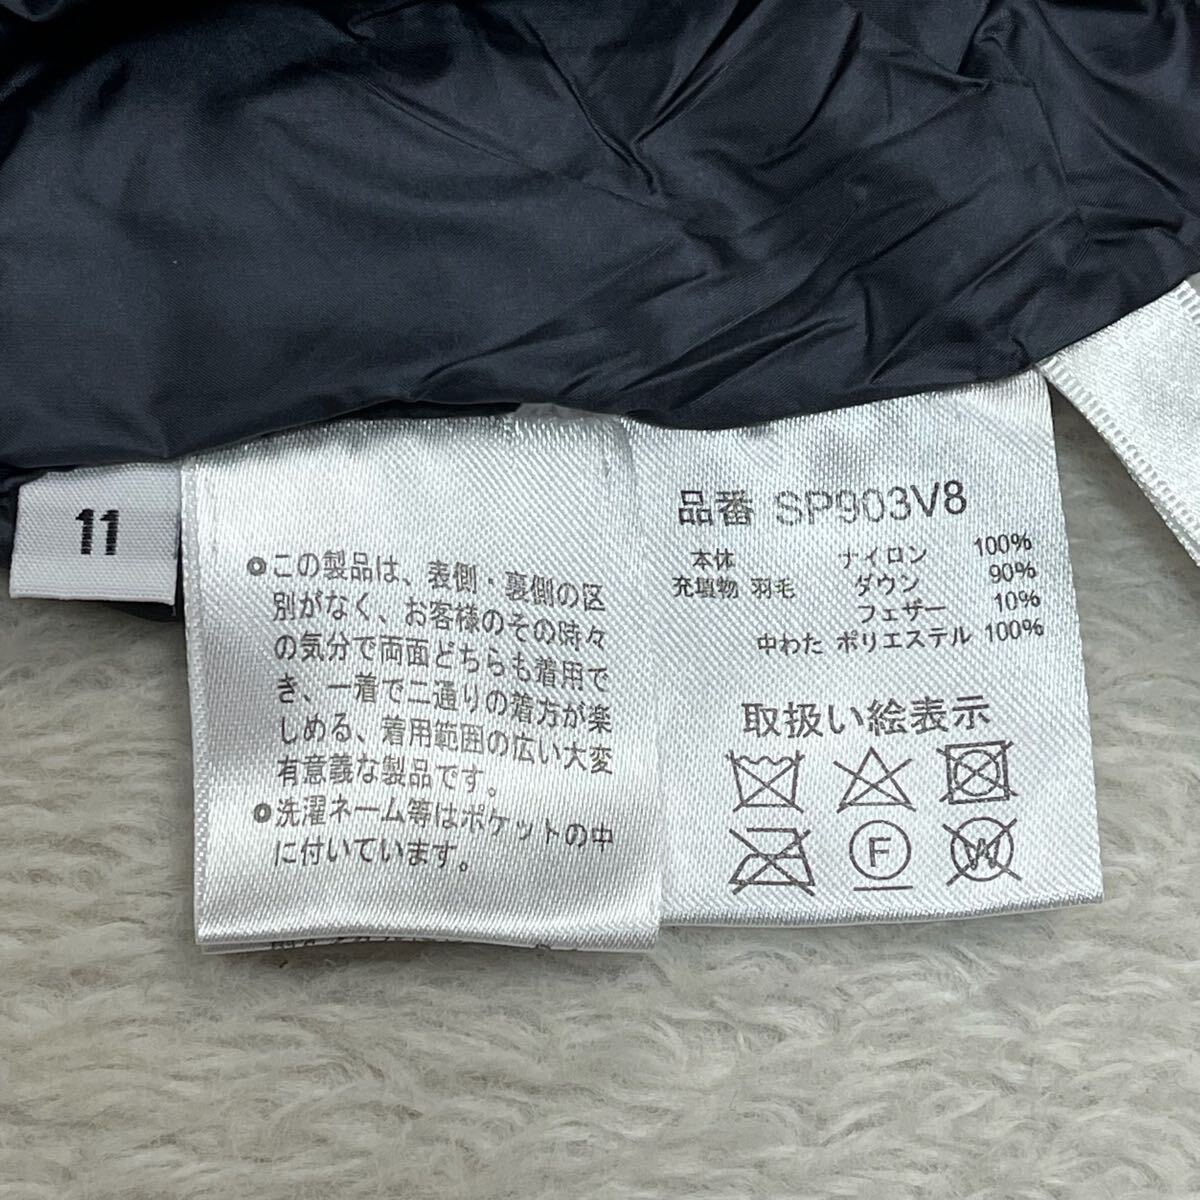 11
この製品は、表側・裏側の区
別がなく、お客様のその時々
の気分で両面どちらも着用で
き、一着で二通りの着方が楽
しめる、着用範囲の広い大変
有意義な製品です。
洗濯ネーム等はポケットの中
に付いています。
品番 SP903V8
本体 ナイロン 100%
充填物 羽毛 ダウン 90%
フェザー 10%
中わた ポリエステル 100%
取扱い絵表示
F
W